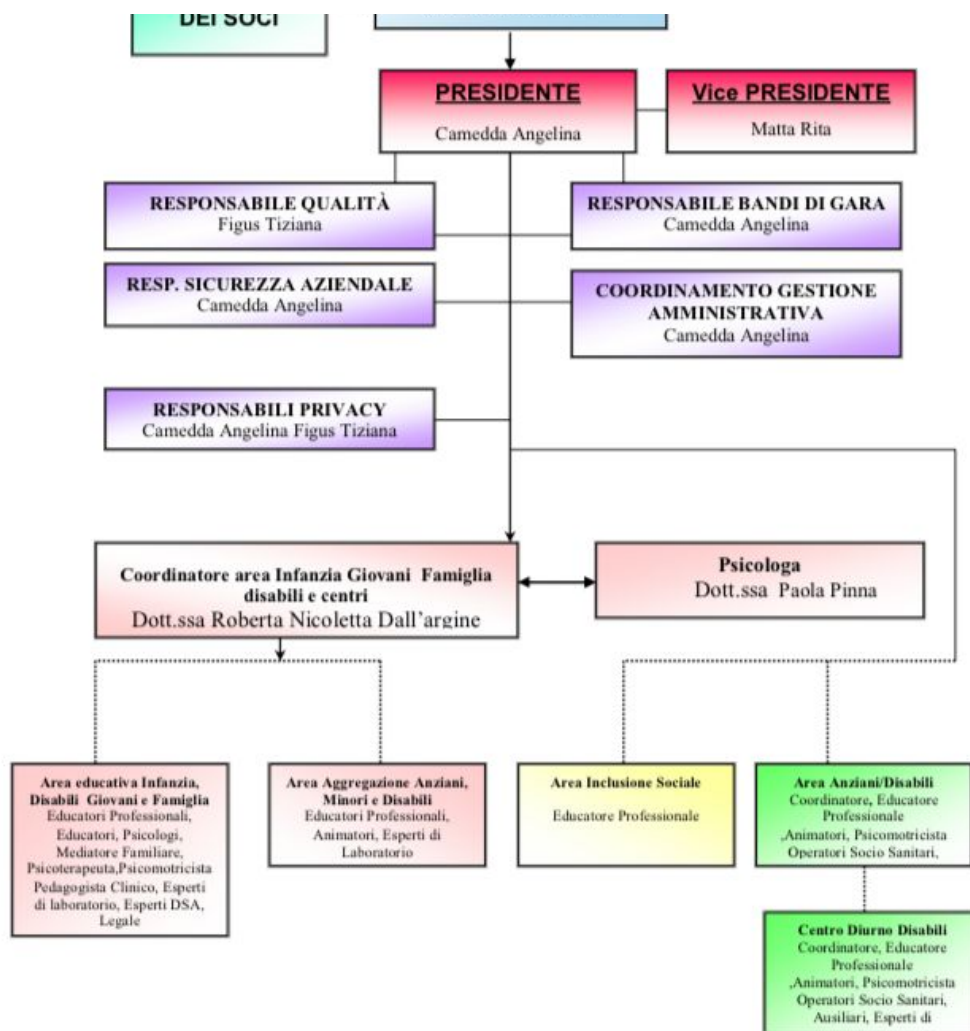 DEI SOCI
PRESIDENTE
Camedda Angelina
Vice PRESIDENTE
Matta Rita
RESPONSABILE QUALITÀ
Figus Tiziana
RESPONSABILE BANDI DI GARA
Camedda Angelina
RESP. SICUREZZA AZIENDALE
Camedda Angelina
COORDINAMENTO GESTIONE
AMMINISTRATIVA
Camedda Angelina
RESPONSABILI PRIVACY
Camedda Angelina Figus Tiziana
Coordinatore area Infanzia Giovani Famiglia
disabili e centri
Dott.ssa Roberta Nicoletta Dall'argine
Psicologa
Dott.ssa Paola Pinna
Area educativa Infanzia,
Disabili Giovani e Famiglia
Educatori Professionali,
Educatori, Psicologi,
Mediatore Familiare,
Psicoterapeuta,Psicomotricista
Pedagogista Clinico, Esperti
di laboratorio, Esperti DSA,
Legale
Area Aggregazione Anziani,
Minori e Disabili
Educatori Professionali,
Animatori, Esperti di
Laboratorio
Area Inclusione Sociale
Educatore Professionale
Area Anziani/Disabili
Coordinatore, Educatore
Professionale
,Animatori, Psicomotricista
Operatori Socio Sanitari,
Centro Diurno Disabili
Coordinatore, Educatore
Professionale
,Animatori, Psicomotricista
Operatori Socio Sanitari,
Ausiliari, Esperti di